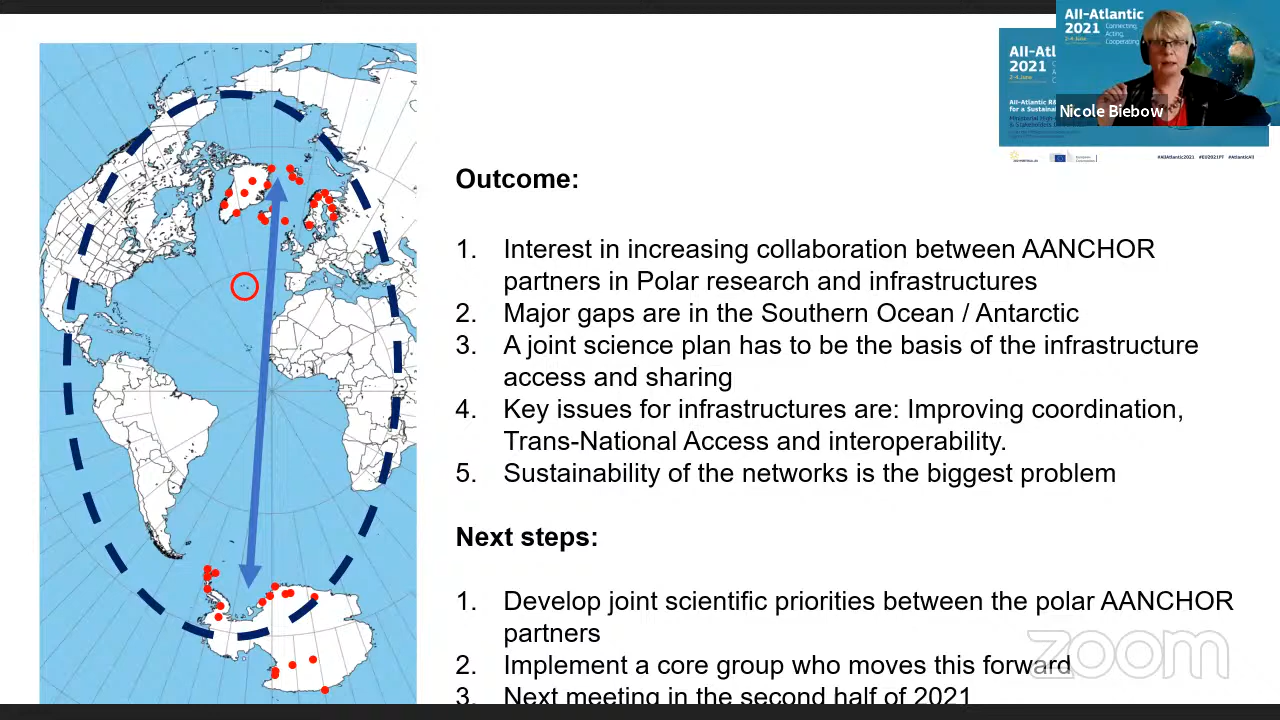 All-Atlantic
2021
Connecting,
Acting,
Cooperating
2-4 June
All-Atl
2021
2-4 June
All-Atlantic R
for a Sustaina
Nicole Biebow
#AllAtlantic2021 #EU2021PT #AtlanticAll
Outcome:
1. Interest in increasing collaboration between AANCHOR
partners in Polar research and infrastructures
2. Major gaps are in the Southern Ocean / Antarctic
3. A joint science plan has to be the basis of the infrastructure
access and sharing
4. Key issues for infrastructures are: Improving coordination,
Trans-National Access and interoperability.
5. Sustainability of the networks is the biggest problem
Next steps:
1. Develop joint scientific priorities between the polar AANCHOR
partners
2. Implement a core group who moves this forward
3. Next meeting in the second half of 2021
zoom